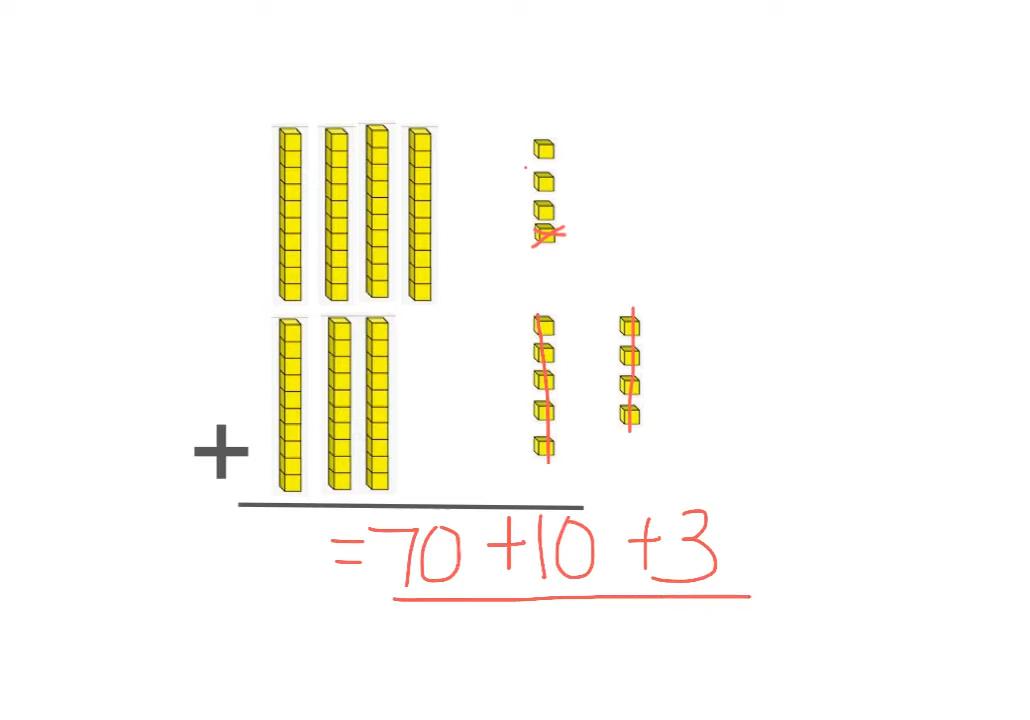 +
= 70 + 10 + 3